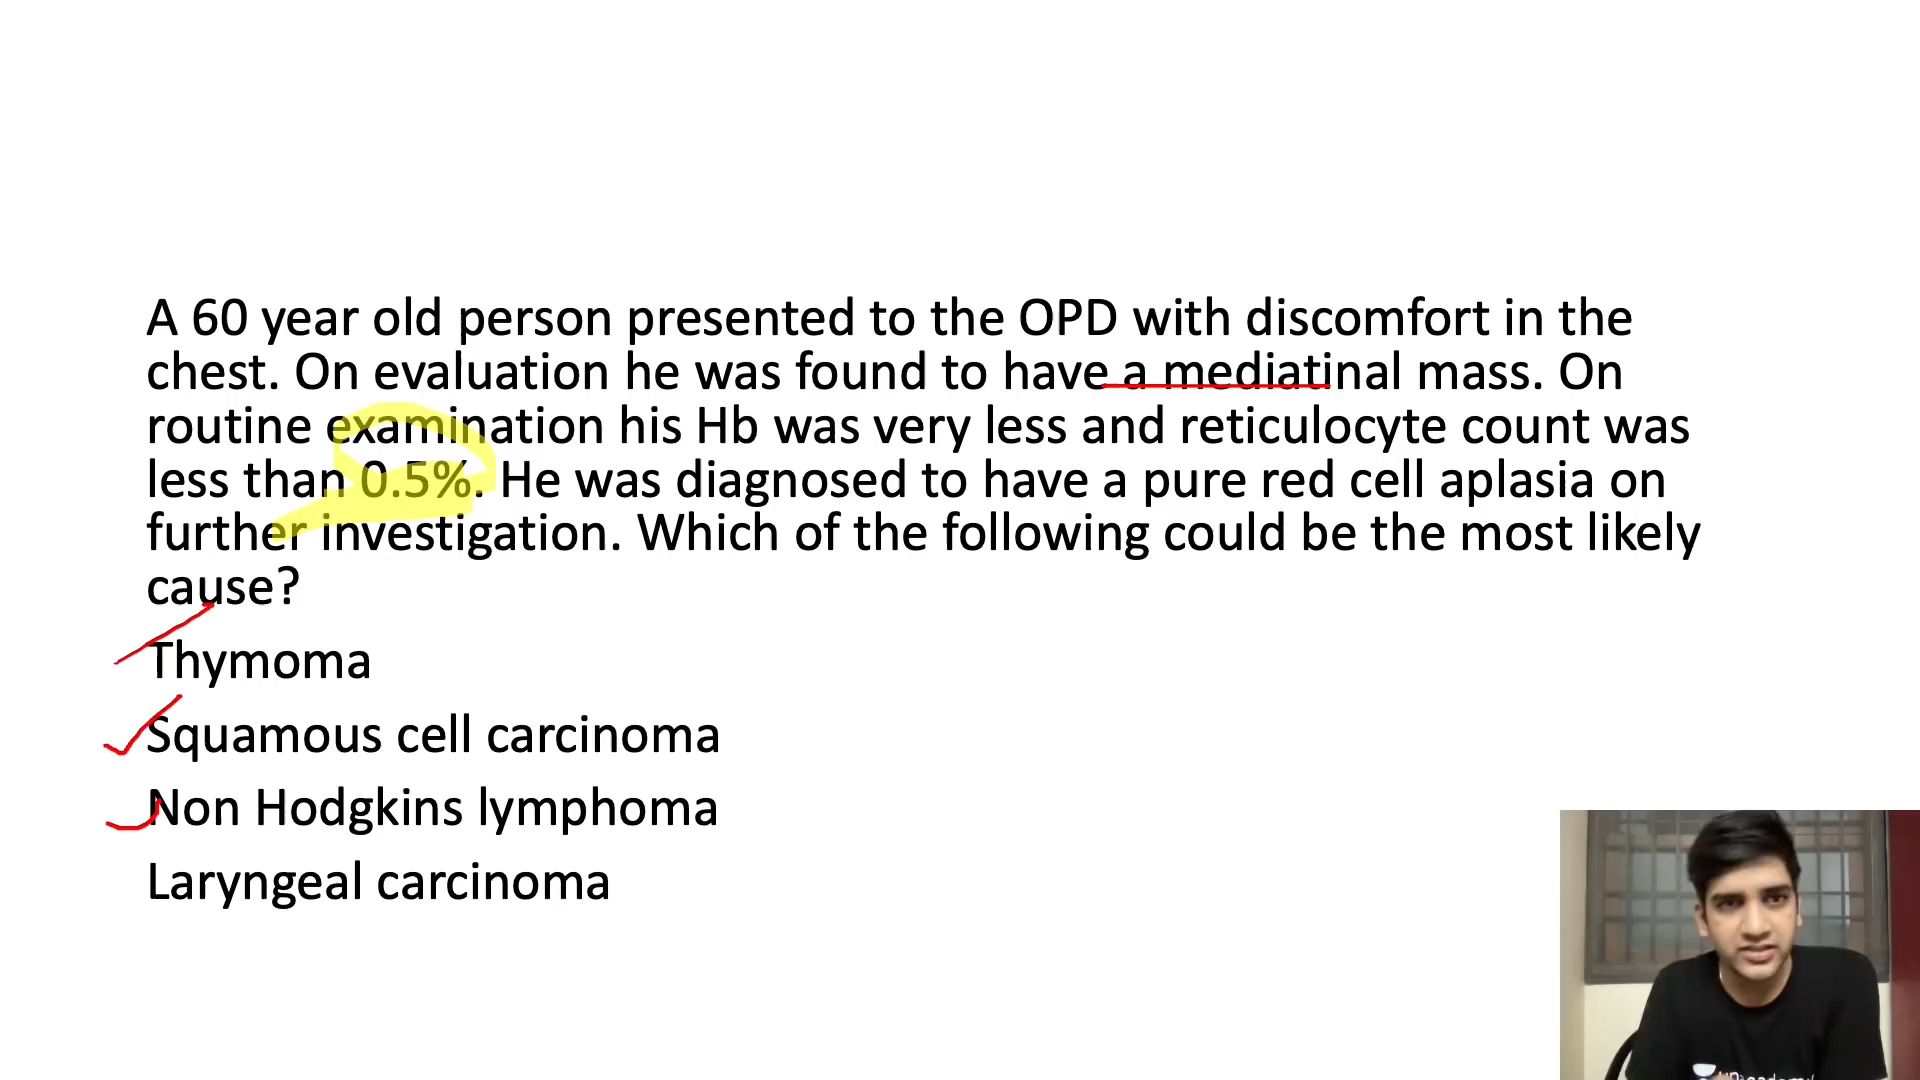 A 60 year old person presented to the OPD with discomfort in the
chest. On evaluation he was found to have a mediatinal mass. On
routine examination his Hb was very less and reticulocyte count was
less than 0.5%. He was diagnosed to have a pure red cell aplasia on
further investigation. Which of the following could be the most likely
cause?
Thymoma
Squamous cell carcinoma
Non Hodgkins lymphoma
Laryngeal carcinoma